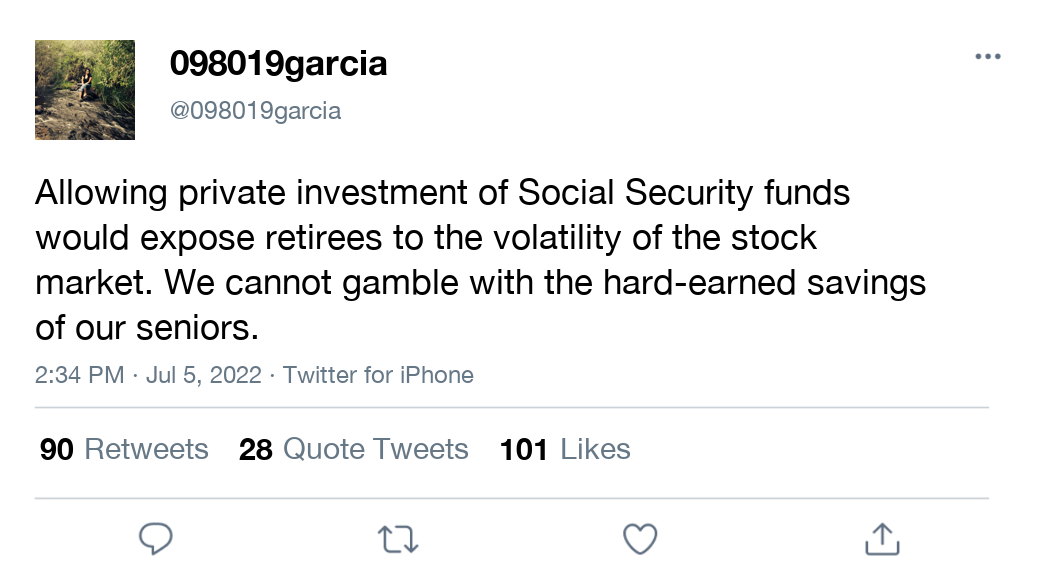 098019garcia
@098019garcia
Allowing private investment of Social Security funds
would expose retirees to the volatility of the stock
market. We cannot gamble with the hard-earned savings
of our seniors.
2:34 PM · Jul 5, 2022 · Twitter for iPhone
90 Retweets 28 Quote Tweets 101 Likes